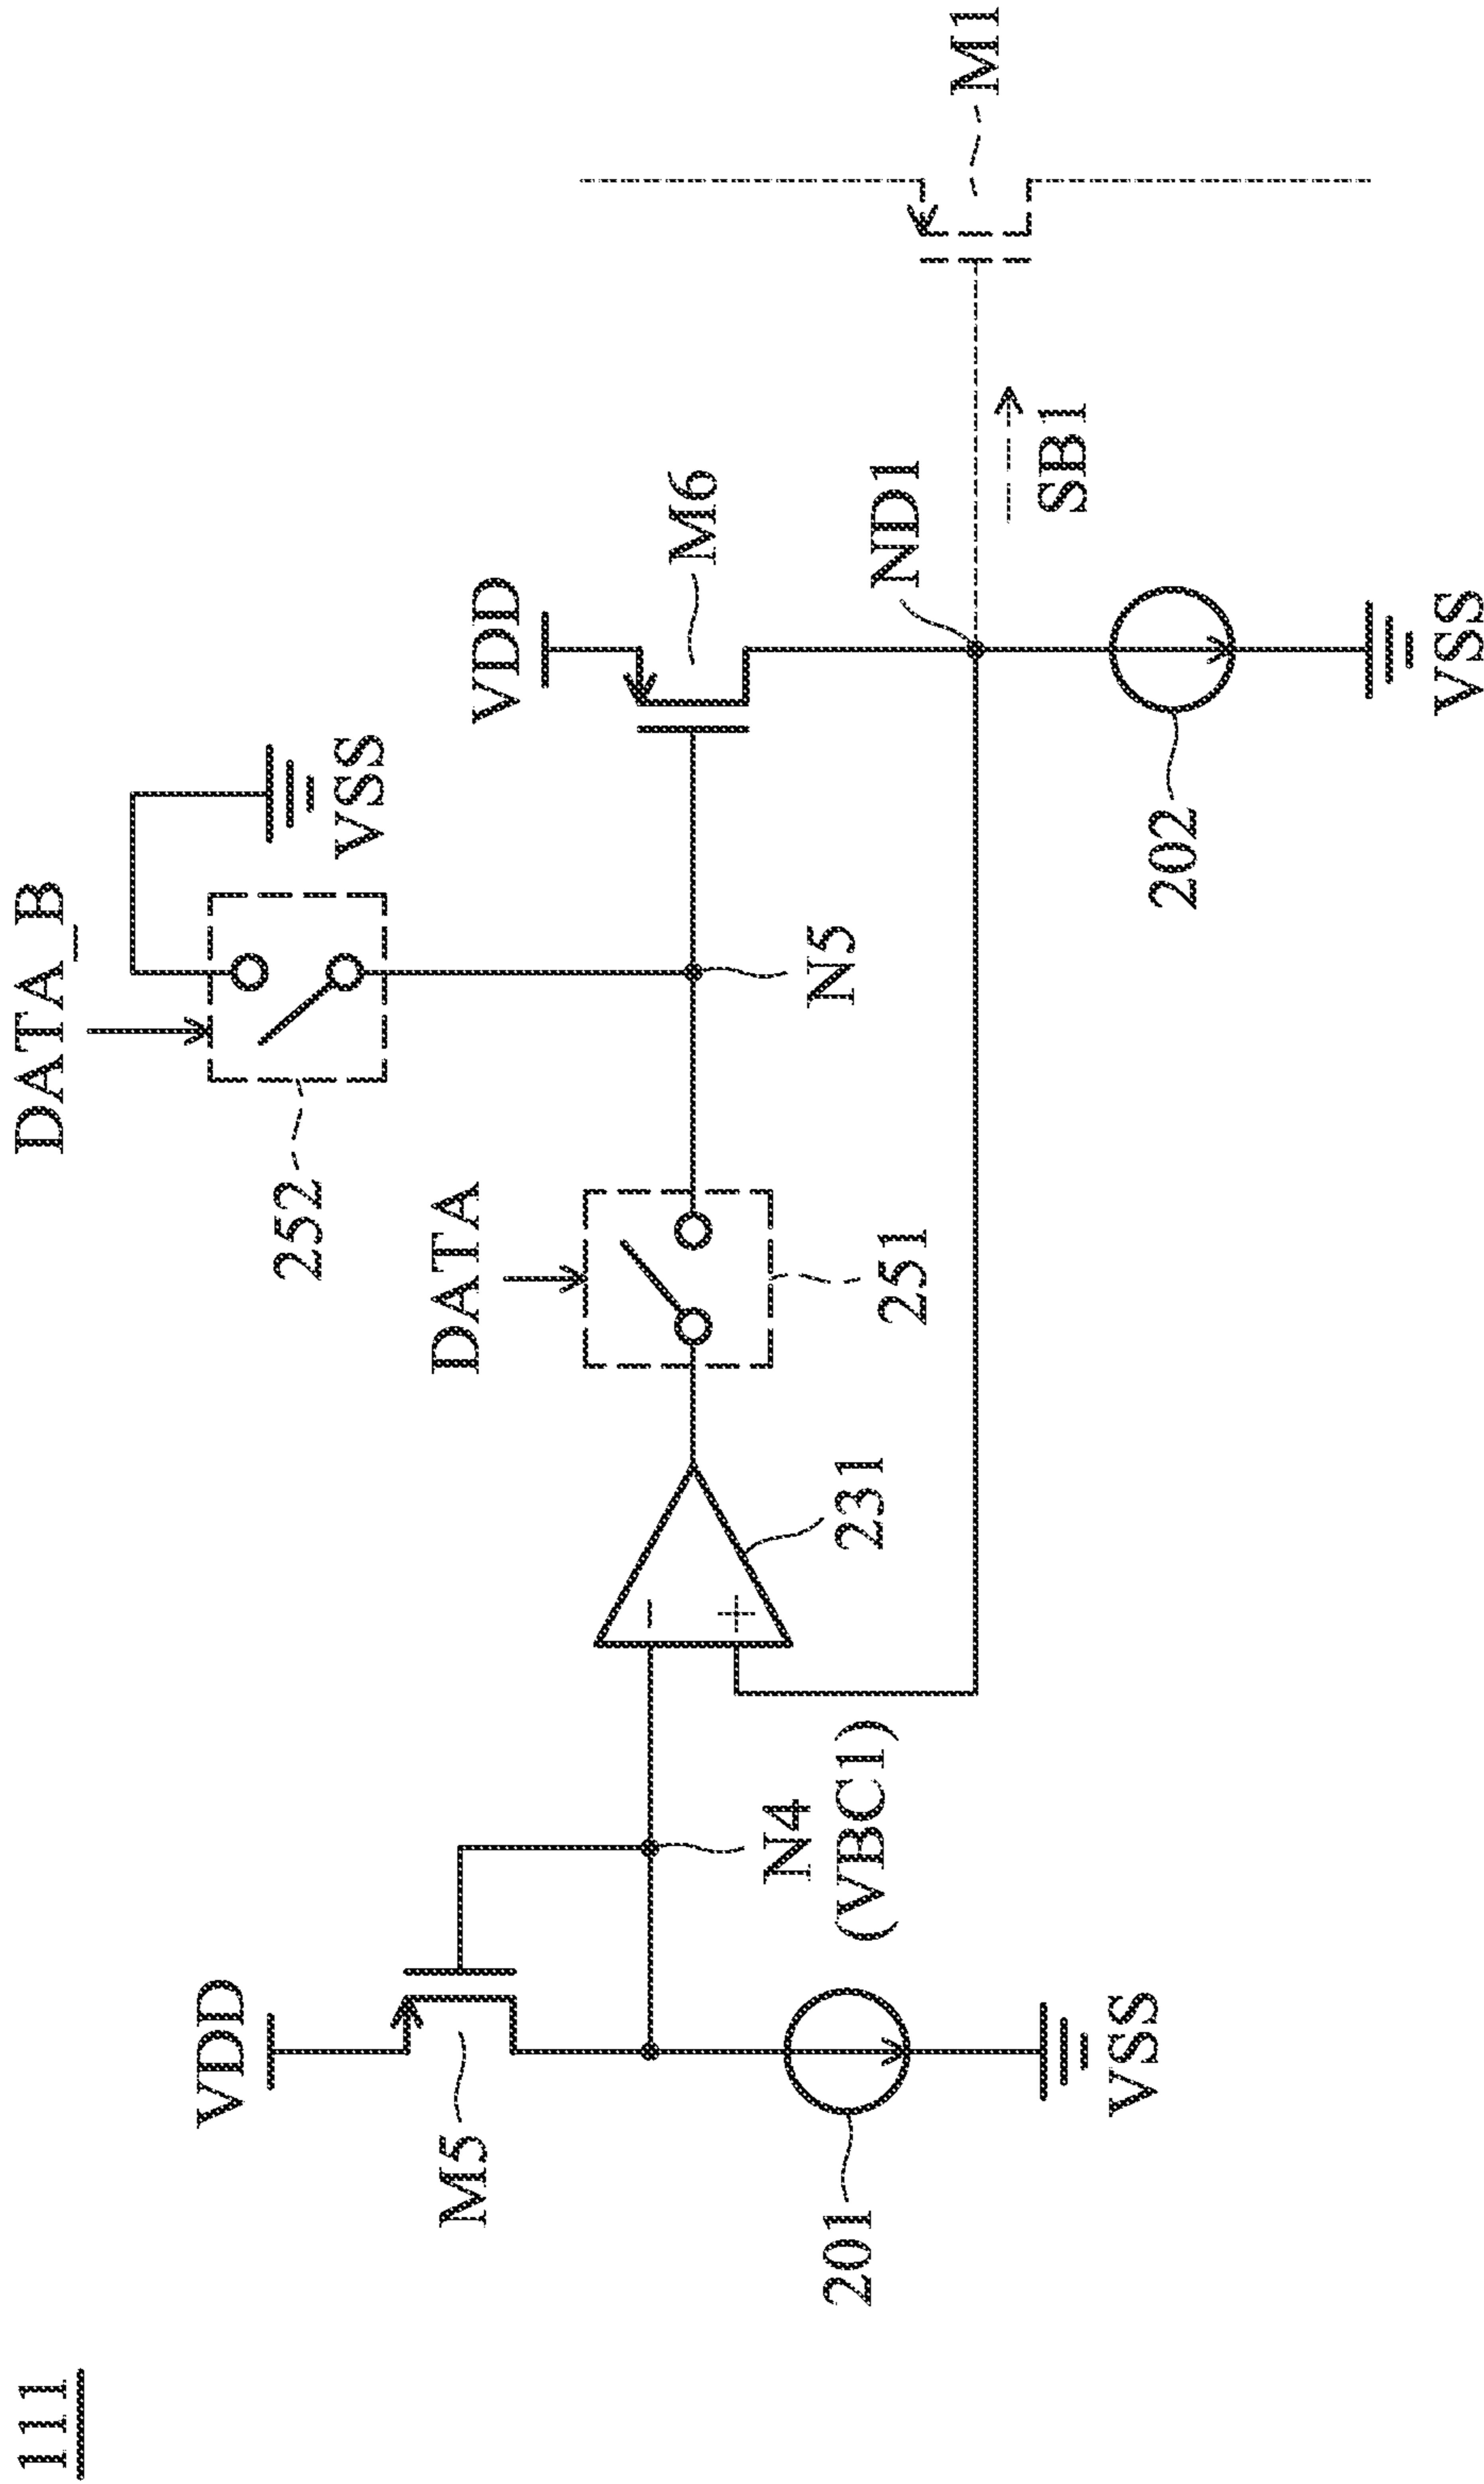 111
DATA_B
252
VSS
VDD
M5
DATA
VDD
M6
N5
251
231
N4
(VBC1)
201
VSS
ND1
SB1
M1
202
VSS